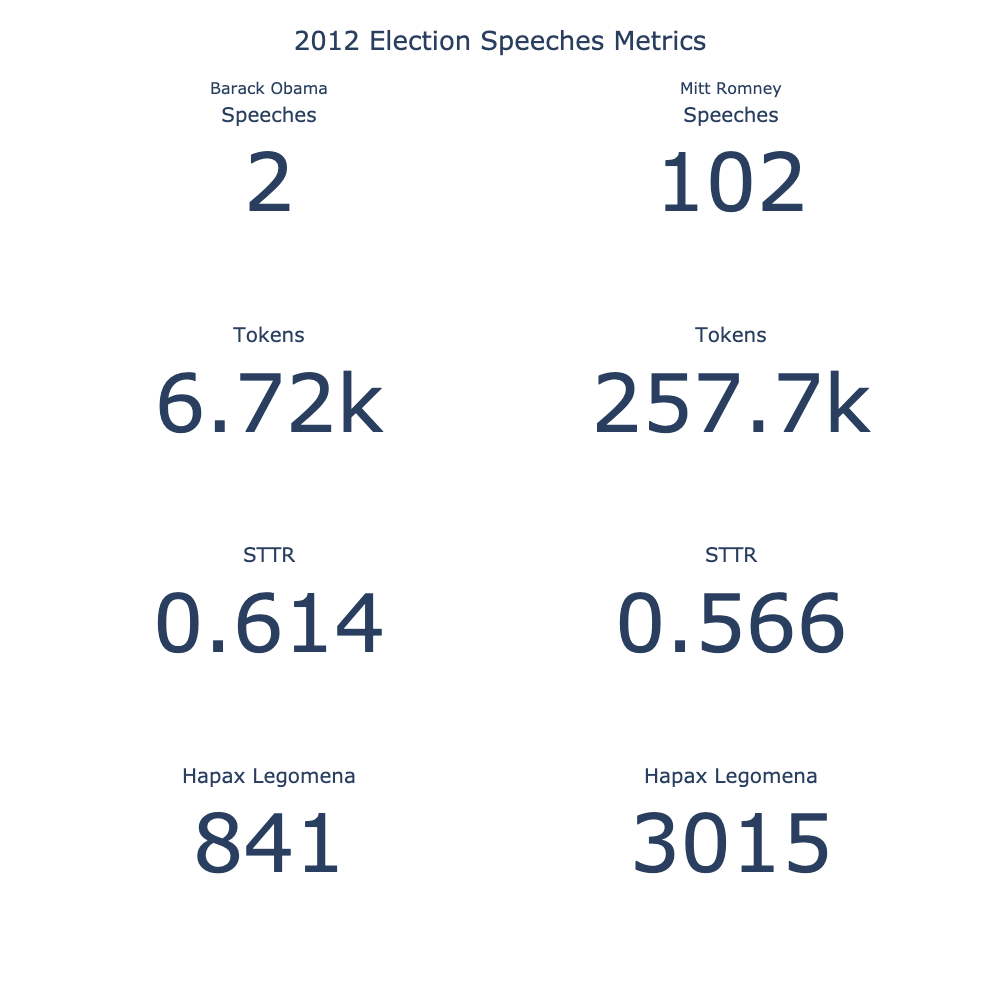 2012 Election Speeches Metrics
Barack Obama
Speeches
2
Mitt Romney
Speeches
102
Tokens
6.72k
Tokens
257.7k
STTR
0.614
STTR
0.566
Hapax Legomena
841
Hapax Legomena
3015